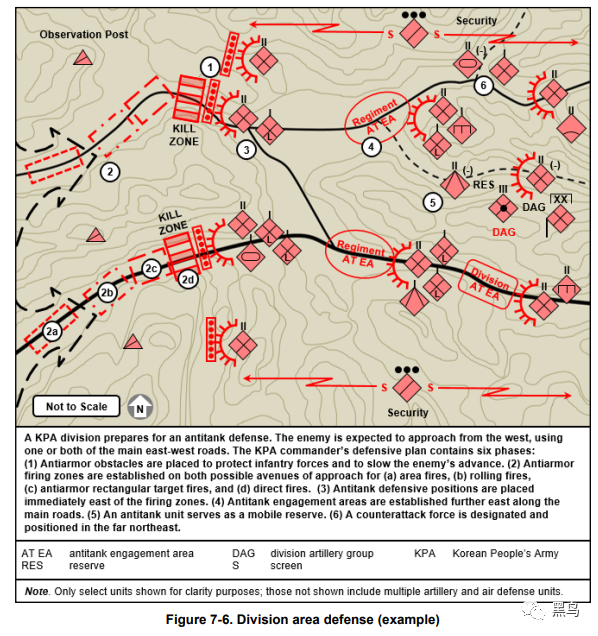 Security
Observation Post
S
S
II
(-)
I
II
1
II
6
II
KILL
ZONE
II
I
L
Regiment
AT EA
II
I
L
II
2
3
4
II
(-)
RES
5
III
DAG
II
(-)
DAG
XX
KILL
ZONE
II
I
I
L
L
2c
2d
2b
2a
Regiment
AT EA
II
I
L
I
L
Division
AT EA
II
II
II
S
S
Security
Not to Scale
N
A KPA division prepares for an antitank defense. The enemy is expected to approach from the west, using
one or both of the main east-west roads. The KPA commander's defensive plan contains six phases:
(1) Antiarmor obstacles are placed to protect infantry forces and to slow the enemy's advance. (2) Antiarmor
firing zones are established on both possible avenues of approach for (a) area fires, (b) rolling fires,
(c) antiarmor rectangular target fires, and (d) direct fires. (3) Antitank defensive positions are placed
immediately east of the firing zones. (4) Antitank engagement areas are established further east along the
main roads. (5) An antitank unit serves as a mobile reserve. (6) A counterattack force is designated and
positioned in the far northeast.
AT EA antitank engagement area DAG division artillery group KPA Korean People's Army
RES reserve S screen
Note. Only select units shown for clarity purposes; those not shown include multiple artillery and air defense units.
Figure 7-6. Division area defense (example)
黑鸟